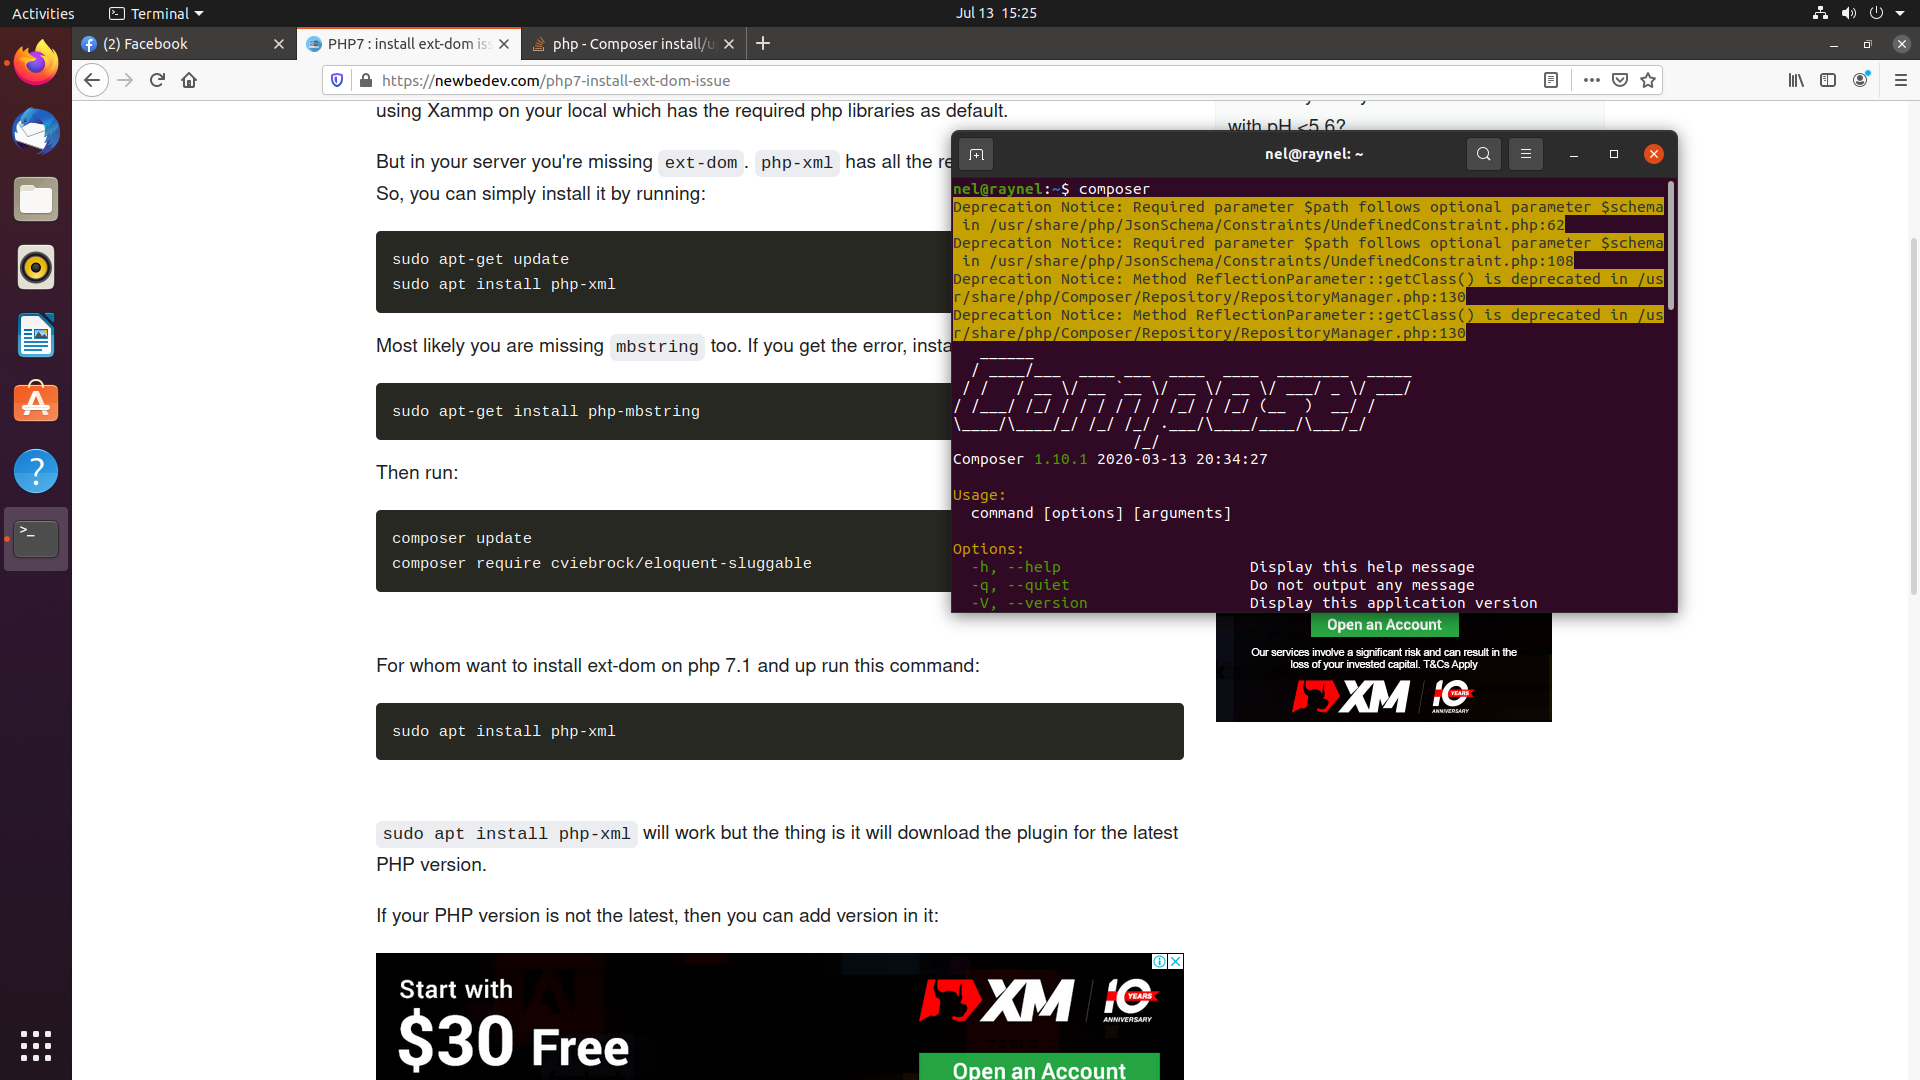 Activities
Terminal
Jul 13 15:25
(2) Facebook
PHP7 : install ext-dom iss
php - Composer install/u
https://newbedev.com/php7-install-ext-dom-issue
using Xammp on your local which has the required php libraries as default.
But in your server you're missing ext-dom. php-xml has all the re
So, you can simply install it by running:
sudo apt-get update
sudo apt install php-xml
Most likely you are missing mbstring too. If you get the error, insta
sudo apt-get install php-mbstring
Then run:
composer update
composer require cviebrock/eloquent-sluggable
For whom want to install ext-dom on php 7.1 and up run this command:
sudo apt install php-xml
sudo apt install php-xml will work but the thing is it will download the plugin for the latest
PHP version.
If your PHP version is not the latest, then you can add version in it:
Start with
$30 Free
XM
10 YEARS
ANNIVERSARY
Open an Account
with pH <5.6?
nel@raynel: ~
nel@raynel:~$ composer
Deprecation Notice: Required parameter $path follows optional parameter $schema
in /usr/share/php/JsonSchema/Constraints/UndefinedConstraint.php:62
Deprecation Notice: Required parameter $path follows optional parameter $schema
in /usr/share/php/JsonSchema/Constraints/UndefinedConstraint.php:108
Deprecation Notice: Method ReflectionParameter::getClass() is deprecated in /us
r/share/php/Composer/Repository/RepositoryManager.php:130
Deprecation Notice: Method ReflectionParameter::getClass() is deprecated in /us
r/share/php/Composer/Repository/RepositoryManager.php:130
Composer
Composer 1.10.1 2020-03-13 20:34:27
Usage:
command [options] [arguments]
Options:
-h, --help Display this help message
-q, --quiet Do not output any message
-V, --version Display this application version
Open an Account
Our services involve a significant risk and can result in the
loss of your invested capital. T&Cs Apply
XM
10 YEARS
ANNIVERSARY